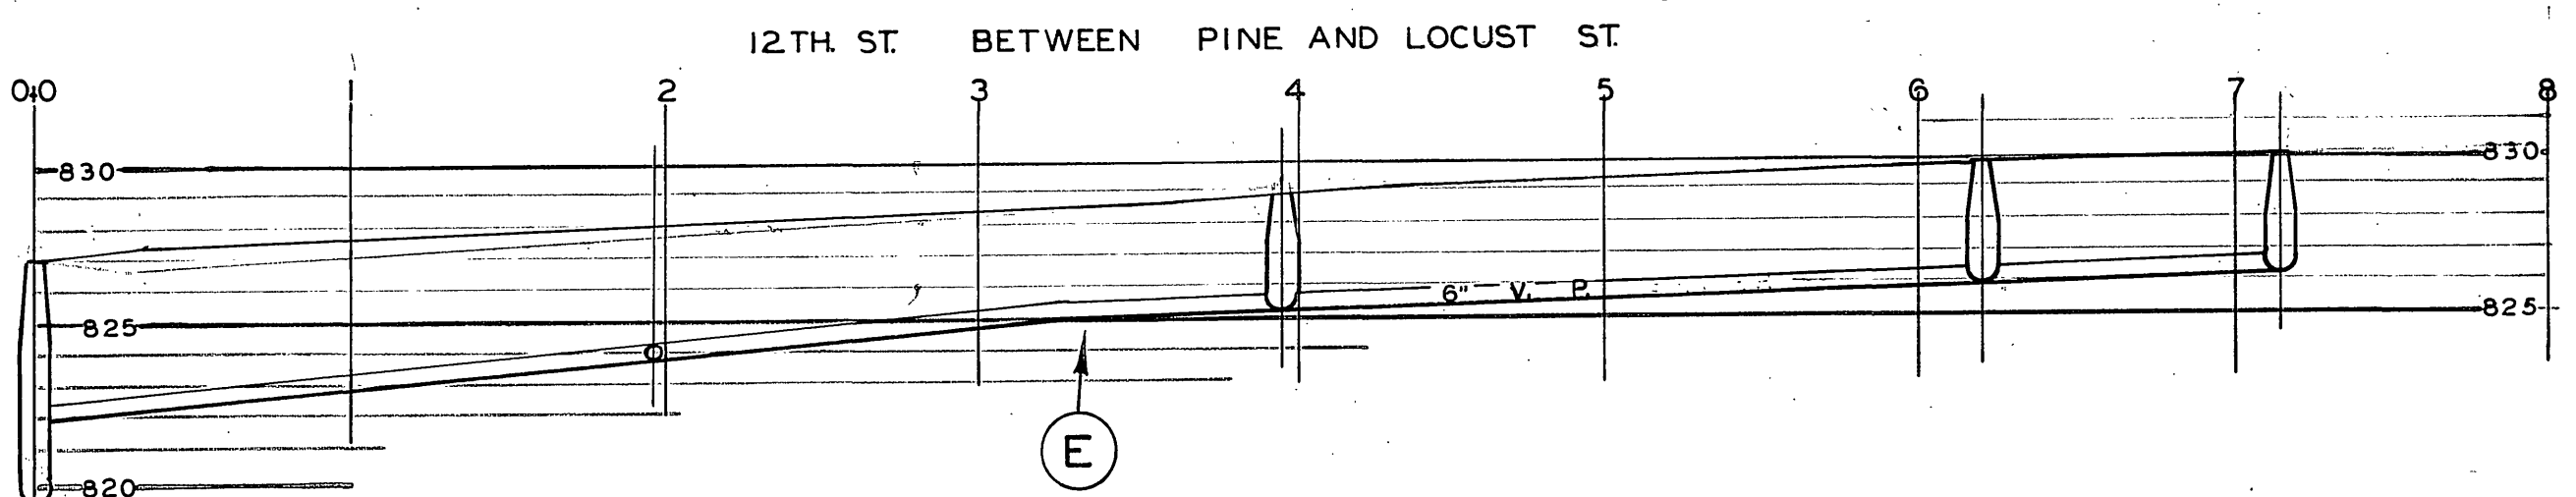 12TH. ST. BETWEEN PINE AND LOCUST ST.
0+0 1 2 3 4 5 6 7 8
830 830
6" V. P.
825 825
E
820